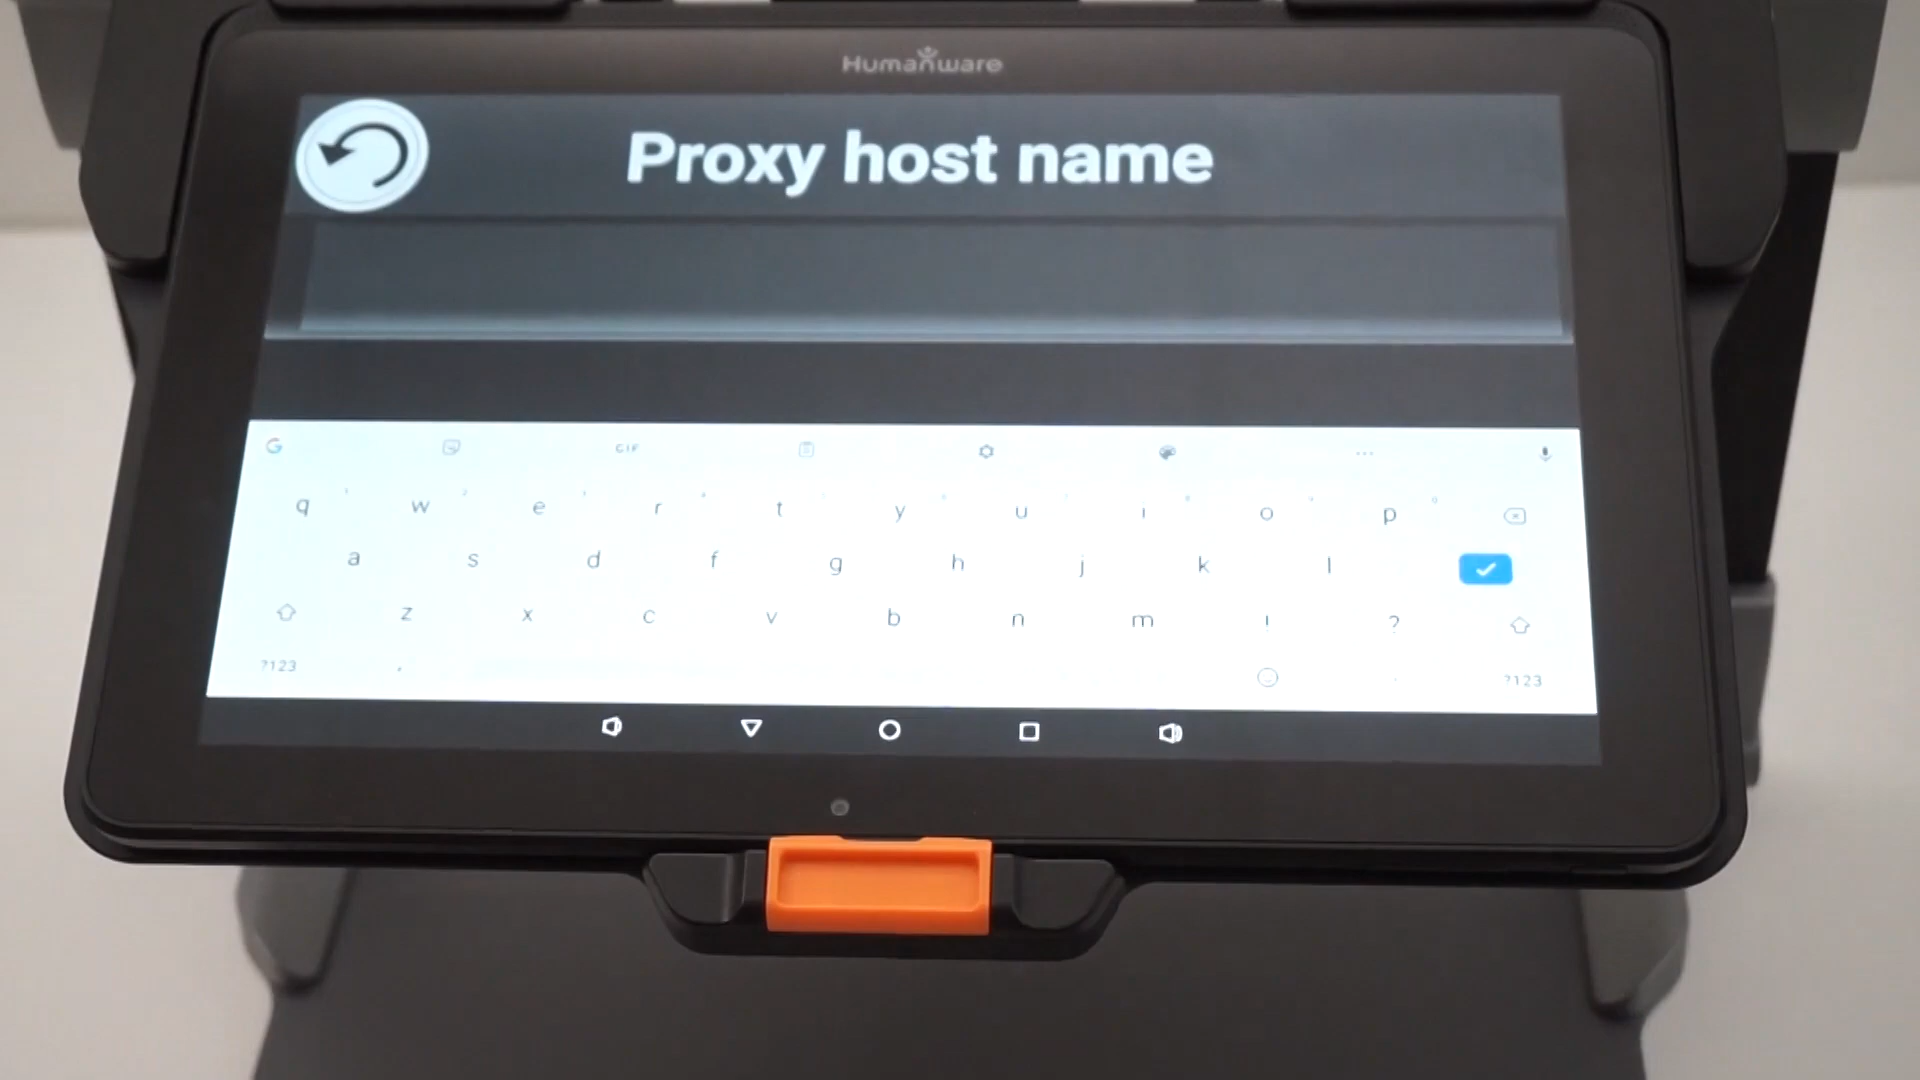 Humanware
Proxy host name
G GIF
q w e r t y u i o p
a s d f g h j k l
z x c v b n m ! ?
?123 , . ?123